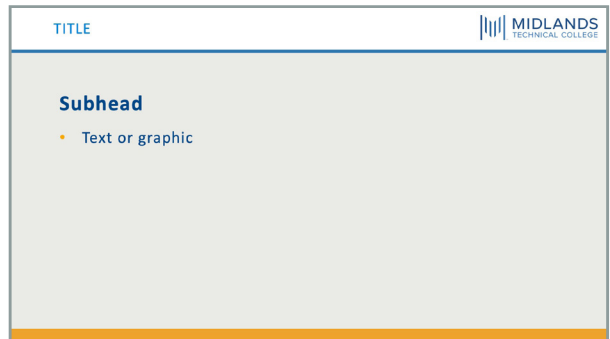 TITLE
MIDLANDS
TECHNICAL COLLEGE
Subhead
• Text or graphic